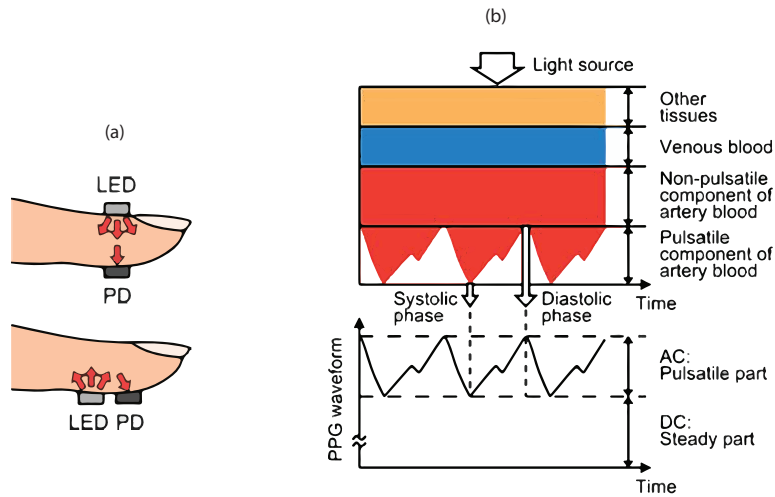 (a)
LED
PD
LED PD
(b)
Light source
Other
tissues
Venous blood
Non-pulsatile
component of
artery blood
Pulsatile
component of
artery blood
Systolic
phase
Diastolic
phase
Time
PPG waveform
AC:
Pulsatile part
DC:
Steady part
Time